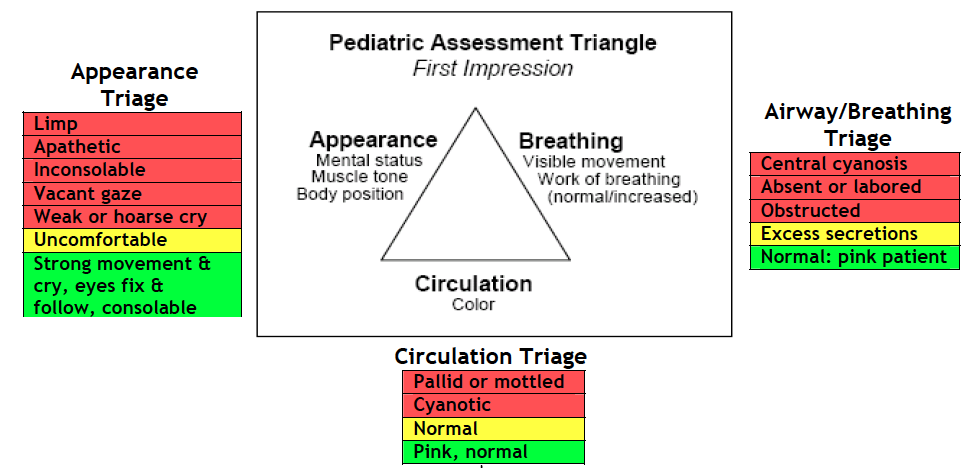 Pediatric Assessment Triangle
First Impression
Appearance
Mental status
Muscle tone
Body position
Breathing
Visible movement
Work of breathing
(normal/increased)
Circulation
Color
Appearance
Triage
Limp
Apathetic
Inconsolable
Vacant gaze
Weak or hoarse cry
Uncomfortable
Strong movement &
cry, eyes fix &
follow, consolable
Airway/Breathing
Triage
Central cyanosis
Absent or labored
Obstructed
Excess secretions
Normal: pink patient
Circulation Triage
Pallid or mottled
Cyanotic
Normal
Pink, normal